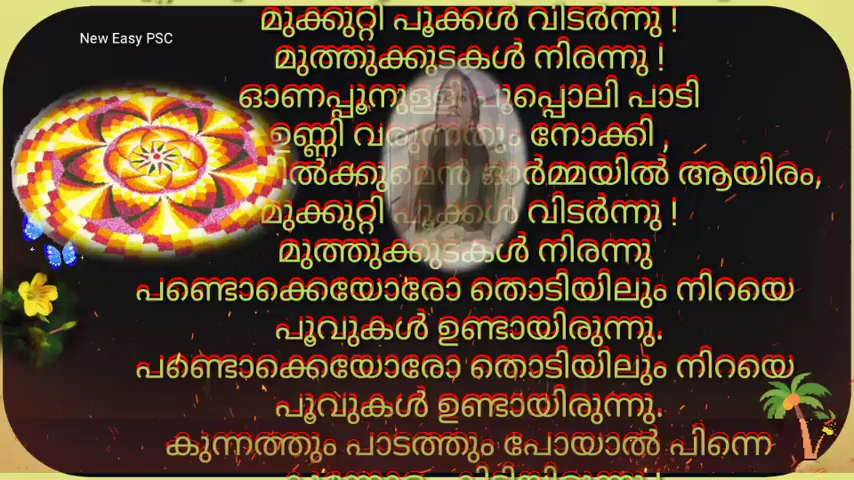 New Easy PSC
മുക്കുറ്റി പൂക്കൾ വിടർന്നു !
മുത്തുക്കുടകൾ നിരന്നു !
ഓണപ്പൂനുള്ളി പൂപ്പൊലി പാടി
ഉണ്ണി വരുന്നതും നോക്കി ,
ഓർമ്മയിൽ ആയിരം,
മുക്കുറ്റി പൂക്കൾ വിടർന്നു !
മുത്തുക്കുടകൾ നിരന്നു
പണ്ടൊക്കെയോരോ തൊടിയിലും നിറയെ
പൂവുകൾ ഉണ്ടായിരുന്നു.
പണ്ടൊക്കെയോരോ തൊടിയിലും നിറയെ
പൂവുകൾ ഉണ്ടായിരുന്നു.
കുന്നത്തും പാടത്തും പോയാൽ പിന്നെ